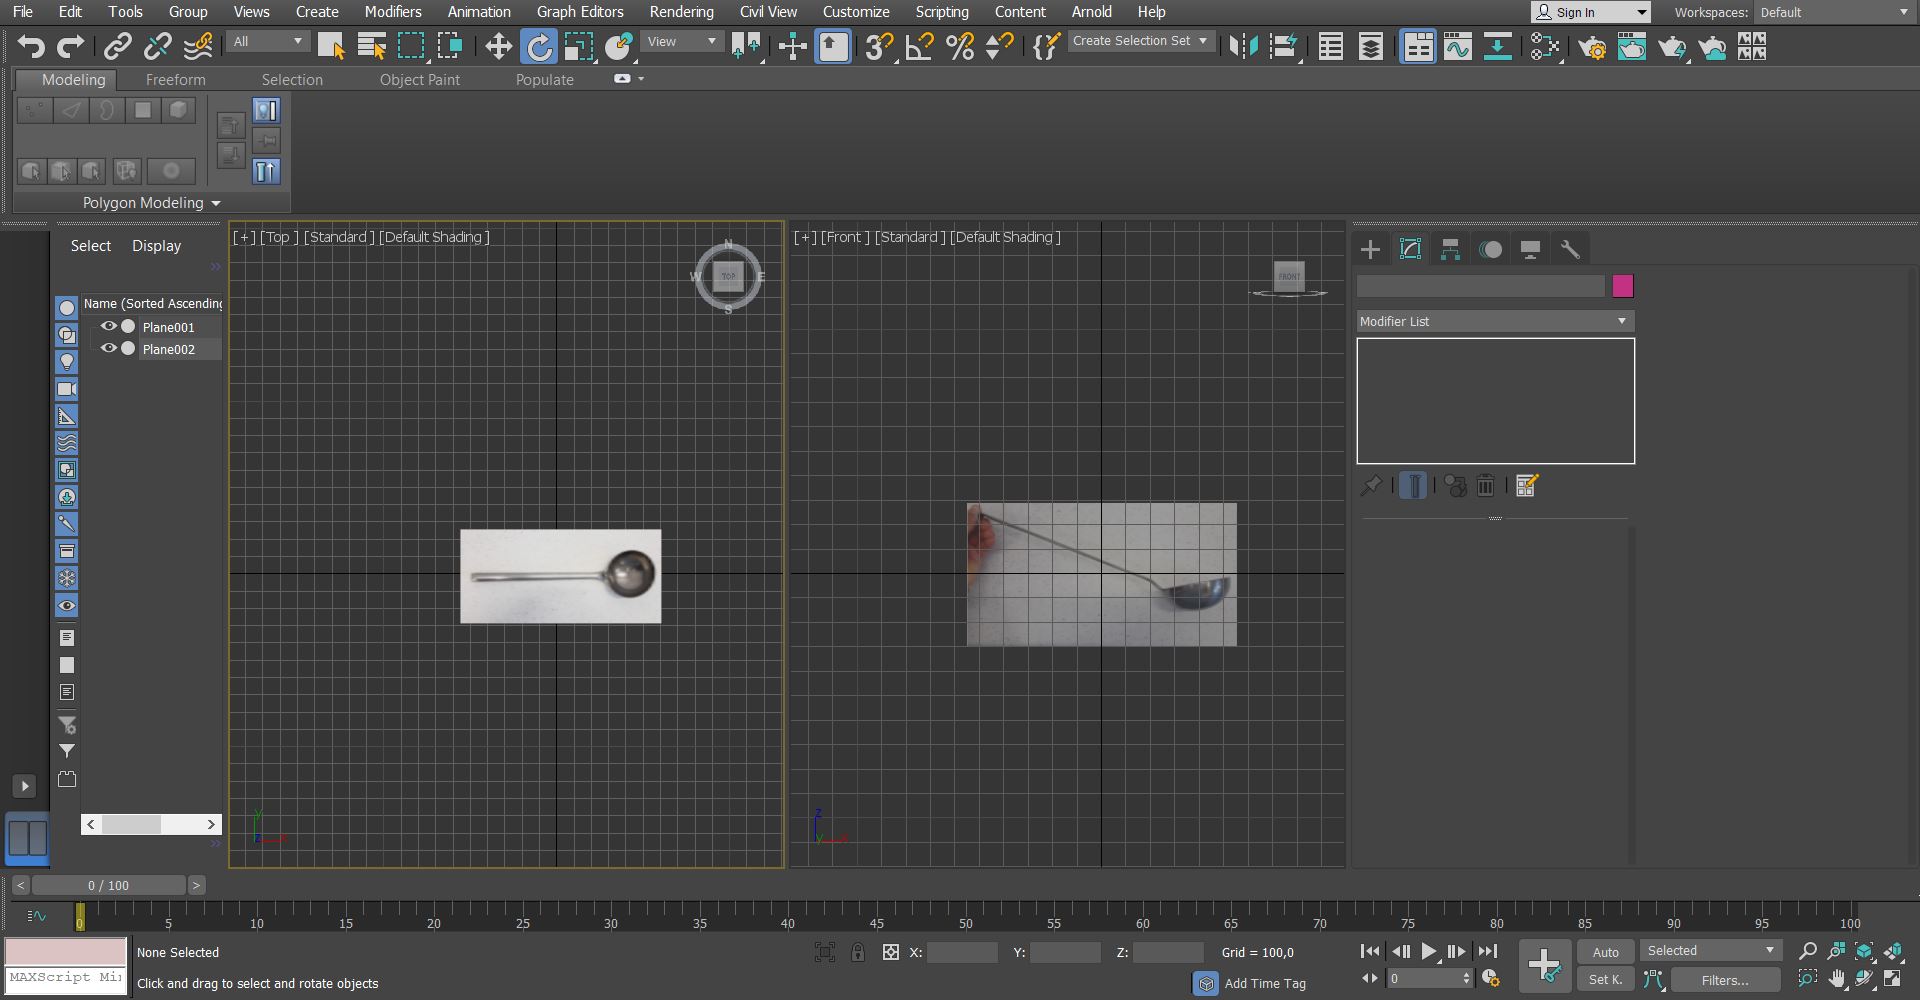 File Edit Tools Group Views Create Modifiers Animation Graph Editors Rendering Civil View Customize Scripting Content Arnold Help Sign In Workspaces: Default
All View Create Selection Set
Modeling Freeform Selection Object Paint Populate
Polygon Modeling
Select Display
Name (Sorted Ascending
Plane001
Plane002
[+] [Top ] [Standard ] [Default Shading ]
N
W TOP E
S
y
z x
[+] [Front ] [Standard ] [Default Shading ]
FRONT
z
y x
Modifier List
< >
< 0 / 100 >
0 5 10 15 20 25 30 35 40 45 50 55 60 65 70 75 80 85 90 95 100
None Selected X: Y: Z: Grid = 100,0 Auto Selected
MAXScript Mi
Click and drag to select and rotate objects Add Time Tag 0 Set K. Filters...